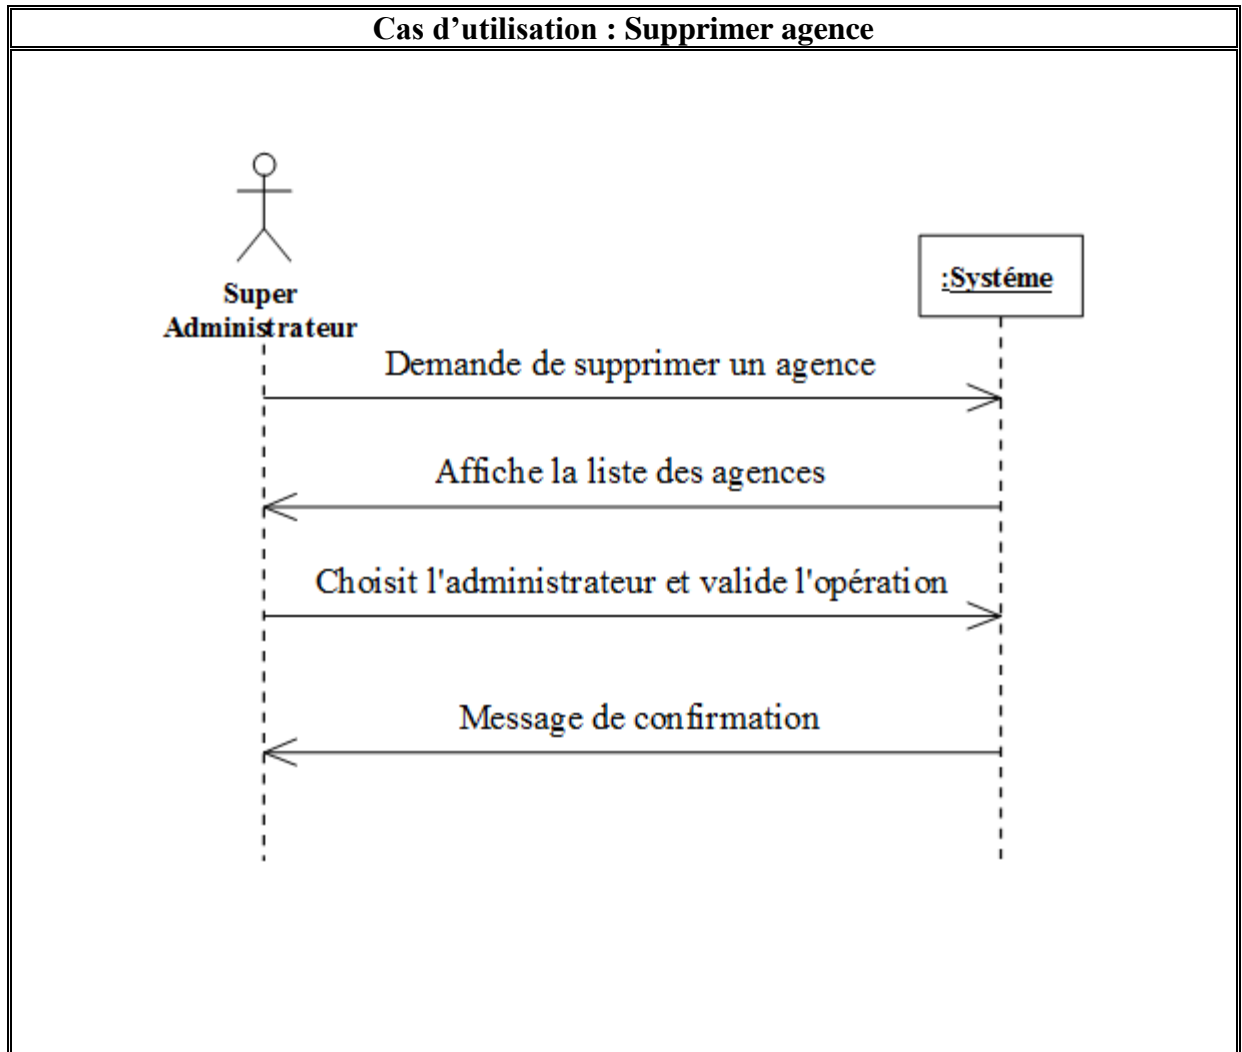 Cas d’utilisation : Supprimer agence
Super
Administrateur
:Systéme
Demande de supprimer un agence
Affiche la liste des agences
Choisit l'administrateur et valide l'opération
Message de confirmation